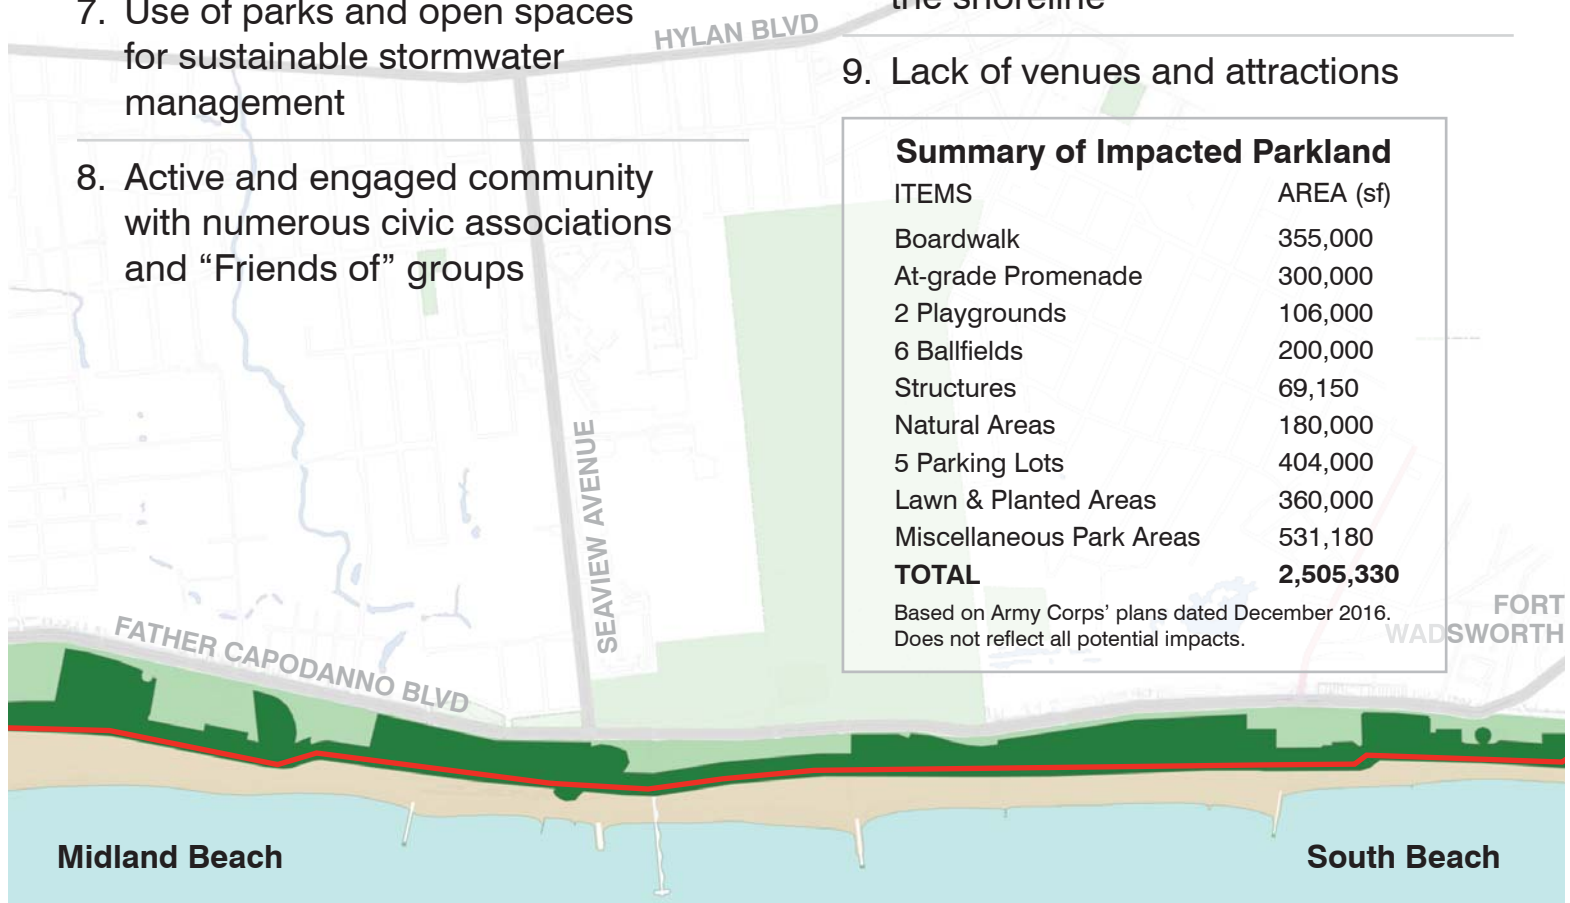 7. Use of parks and open spaces
for sustainable stormwater
management
8. Active and engaged community
with numerous civic associations
and “Friends of” groups
the shoreline
9. Lack of venues and attractions
Summary of Impacted Parkland
ITEMS AREA (sf)
Boardwalk 355,000
At-grade Promenade 300,000
2 Playgrounds 106,000
6 Ballfields 200,000
Structures 69,150
Natural Areas 180,000
5 Parking Lots 404,000
Lawn & Planted Areas 360,000
Miscellaneous Park Areas 531,180
TOTAL 2,505,330
Based on Army Corps’ plans dated December 2016.
Does not reflect all potential impacts.
HYLAN BLVD
SEAVIEW AVENUE
FATHER CAPODANNO BLVD
FORT
WADSWORTH
Midland Beach
South Beach